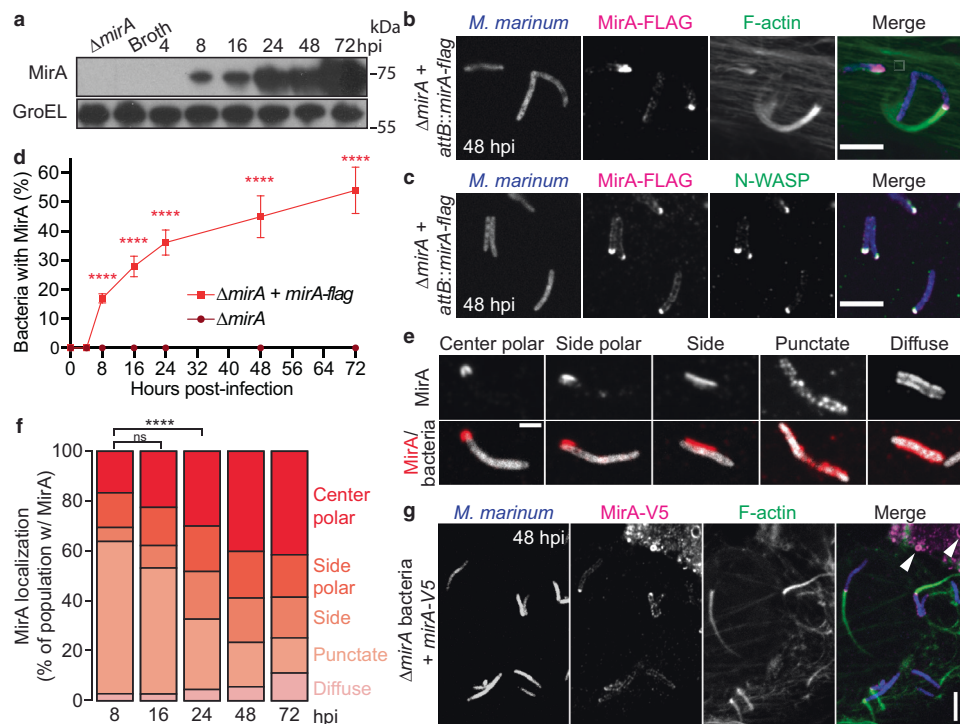 a
ΔmirA Broth 4 8 16 24 48 72 hpi kDa
MirA
-75
GroEL
-55
b
M. marinum MirA-FLAG F-actin Merge
ΔmirA +
attB::mirA-flag
48 hpi
c
M. marinum MirA-FLAG N-WASP Merge
ΔmirA +
attB::mirA-flag
48 hpi
d
Bacteria with MirA (%)
60
50
40
30
20
10
0
**** **** **** **** ****
ΔmirA + mirA-flag
ΔmirA
0 8 16 24 32 40 48 56 64 72
Hours post-infection
e
Center polar Side polar Side Punctate Diffuse
MirA
MirA/
bacteria
f
MirA localization
(% of population w/ MirA)
100
80
60
40
20
0
****
ns
Center
polar
Side
polar
Side
Punctate
Diffuse
8 16 24 48 72 hpi
g
M. marinum MirA-V5 F-actin Merge
ΔmirA bacteria
+ mirA-V5
48 hpi